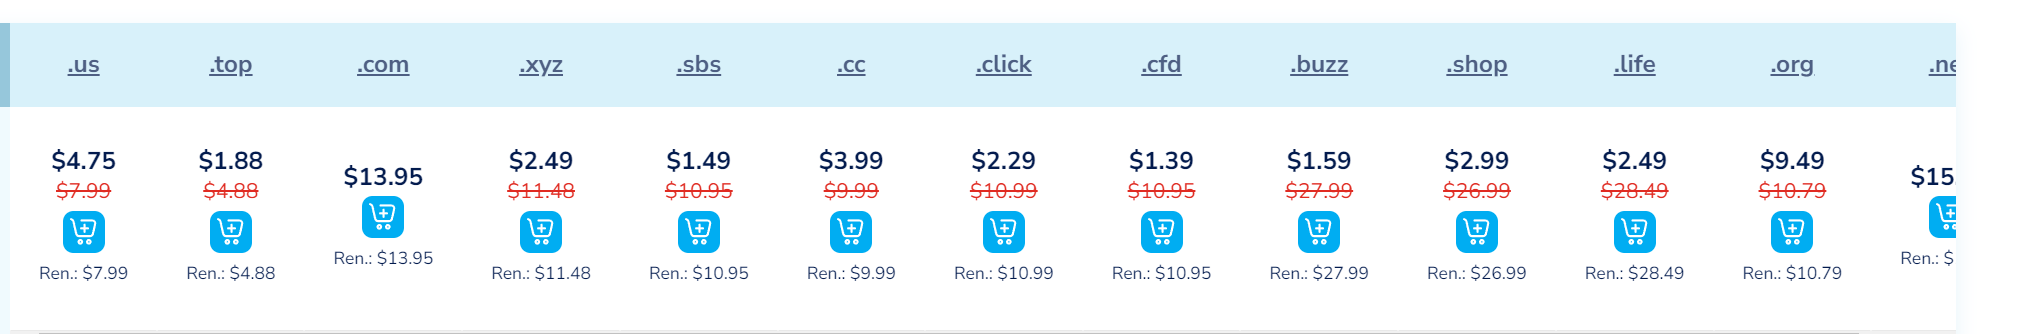 .us .top .com .xyz .sbs .cc .click .cfd .buzz .shop .life .org
$4.75 $1.88 $13.95 $2.49 $1.49 $3.99 $2.29 $1.39 $1.59 $2.99 $2.49 $9.49
$7.99 $4.88 $11.48 $10.95 $9.99 $10.99 $10.95 $27.99 $26.99 $28.49 $10.79
Ren.: $7.99 Ren.: $4.88 Ren.: $13.95 Ren.: $11.48 Ren.: $10.95 Ren.: $9.99 Ren.: $10.99 Ren.: $10.95 Ren.: $27.99 Ren.: $26.99 Ren.: $28.49 Ren.: $10.79 Ren.: $